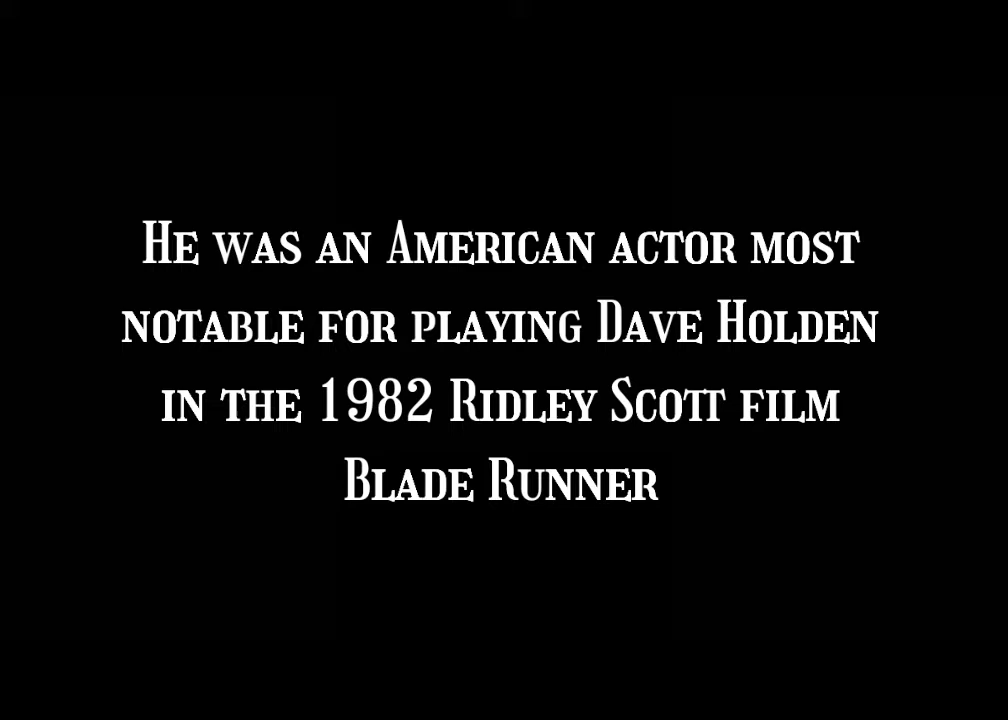 He was an American actor most
notable for playing Dave Holden
in the 1982 Ridley Scott film
Blade Runner